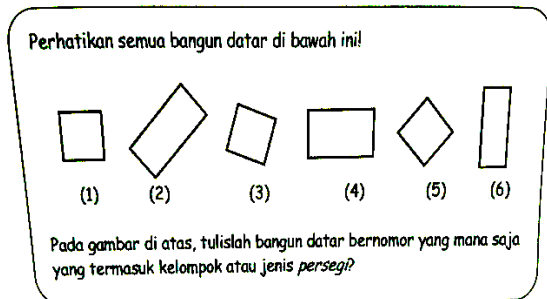 Perhatikan semua bangun datar di bawah ini!
(1) (2) (3) (4) (5) (6)
Pada gambar di atas, tulislah bangun datar bernomor yang mana saja
yang termasuk kelompok atau jenis persegi?